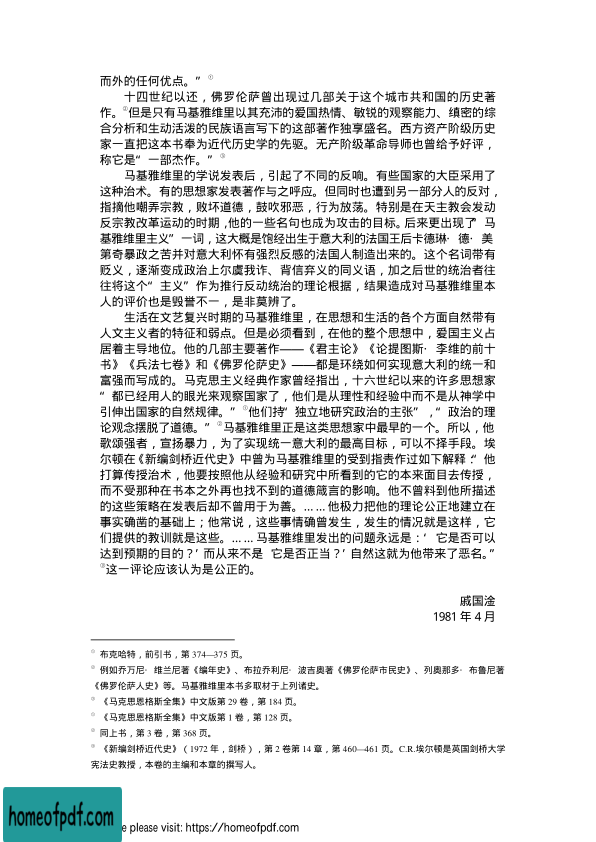 而外的任何优点。” ①
十四世纪以还，佛罗伦萨曾出现过几部关于这个城市共和国的历史著
作。②但是只有马基雅维里以其充沛的爱国热情、敏锐的观察能力、缜密的综
合分析和生动活泼的民族语言写下的这部著作独享盛名。西方资产阶级历史
家一直把这本书奉为近代历史学的先驱。无产阶级革命导师也曾给予好评，
称它是“一部杰作。” ③
马基雅维里的学说发表后，引起了不同的反响。有些国家的大臣采用了
这种治术。有的思想家发表著作与之呼应。但同时也遭到另一部分人的反对，
指摘他嘲弄宗教，败坏道德，鼓吹邪恶，行为放荡。特别是在天主教会发动
反宗教改革运动的时期，他的一些名句也成为攻击的目标。后来更出现了“马
基雅维里主义”一词，这大概是饱经出生于意大利的法国王后卡德琳·德·美
第奇暴政之苦并对意大利怀有强烈反感的法国人制造出来的。这个名词带有
贬义，逐渐变成政治上尔虞我诈、背信弃义的同义语，加之后世的统治者往
往将这个“主义”作为推行反动统治的理论根据，结果造成对马基雅维里本
人的评价也是毁誉不一，是非莫辨了。
生活在文艺复兴时期的马基雅维里，在思想和生活的各个方面自然带有
人文主义者的特征和弱点。但是必须看到，在他的整个思想中，爱国主义占
居着主导地位。他的几部主要著作——《君主论》《论提图斯·李维的前十
书》《兵法七卷》和《佛罗伦萨史》——都是环绕如何实现意大利的统一和
富强而写成的。马克思主义经典作家曾经指出，十六世纪以来的许多思想家
“都已经用人的眼光来观察国家了，他们是从理性和经验中而不是从神学中
引伸出国家的自然规律。” ①他们持“独立地研究政治的主张”，“政治的理
论观念摆脱了道德。” ②马基雅维里正是这类思想家中最早的一个。所以，他
歌颂强者，宣扬暴力，为了实现统一意大利的最高目标，可以不择手段。埃
尔顿在《新编剑桥近代史》中曾为马基雅维里的受到指责作过如下解释：“他
打算传授治术，他要按照他从经验和研究中所看到的它的本来面目去传授，
而不受那种在书本之外再也找不到的道德箴言的影响。他不曾料到他所描述
的这些策略在发表后却不曾用于为善。……他极力把他的理论公正地建立在
事实确凿的基础上；他常说，这些事情确曾发生，发生的情况就是这样，它
们提供的教训就是这些。……马基雅维里发出的问题永远是：‘它是否可以
达到预期的目的？’而从来不是‘它是否正当？’自然这就为他带来了恶名。”
③这一评论应该认为是公正的。
戚国淦
1981 年 4 月
① 布克哈特，前引书，第 374—375 页。
② 例如乔万尼·维兰尼著《编年史》、布拉乔利尼·波吉奥著《佛罗伦萨市民史》、列奥那多·布鲁尼著
《佛罗伦萨人史》等。马基雅维里本书多取材于上列诸史。
③ 《马克思恩格斯全集》中文版第 29 卷，第 184 页。
① 《马克思恩格斯全集》中文版第 1 卷，第 128 页。
② 同上书，第 3 卷，第 368 页。
③ 《新编剑桥近代史》（1972 年，剑桥），第 2 卷第 14 章，第 460—461 页。C.R.埃尔顿是英国剑桥大学
宪法史教授，本卷的主编和本章的撰写人。
homeofpdf.com
please visit: https://homeofpdf.com